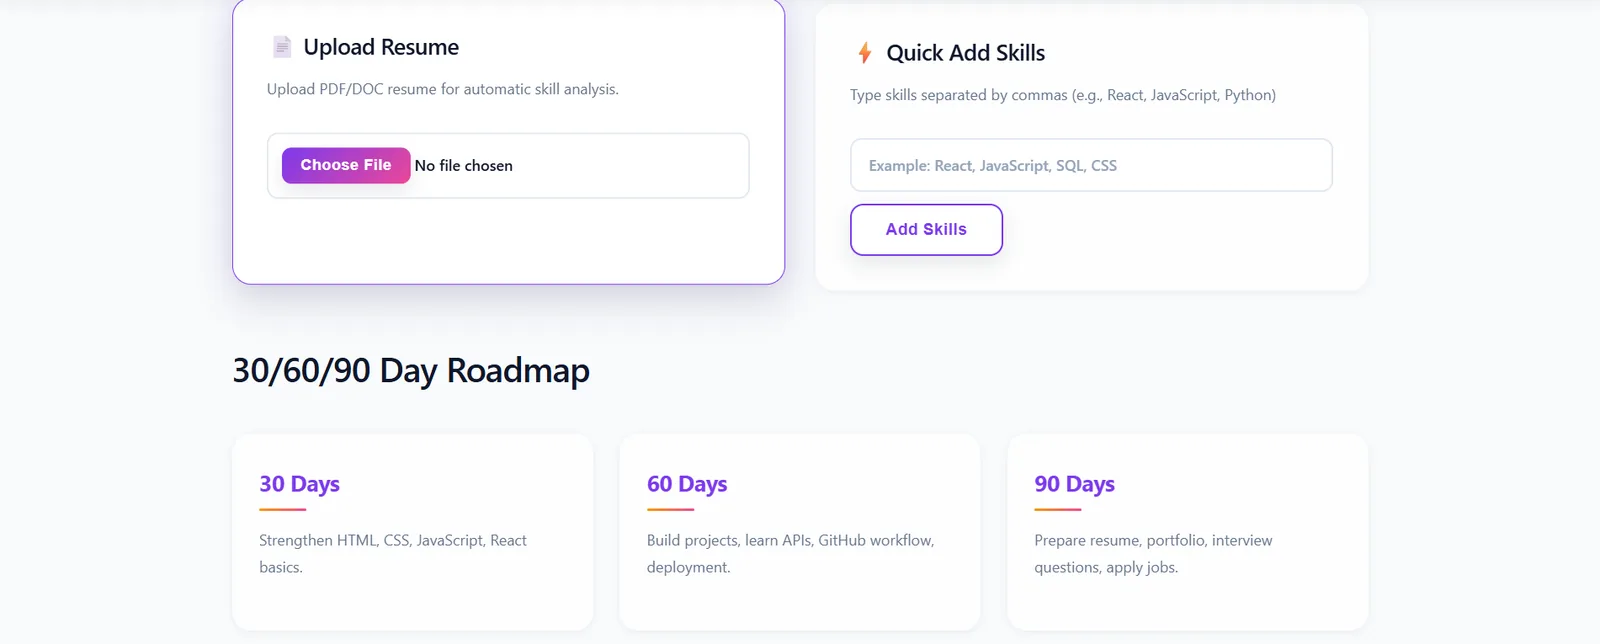 Upload Resume
Upload PDF/DOC resume for automatic skill analysis.
Choose File No file chosen
Quick Add Skills
Type skills separated by commas (e.g., React, JavaScript, Python)
Example: React, JavaScript, SQL, CSS
Add Skills
30/60/90 Day Roadmap
30 Days
Strengthen HTML, CSS, JavaScript, React
basics.
60 Days
Build projects, learn APIs, GitHub workflow,
deployment.
90 Days
Prepare resume, portfolio, interview
questions, apply jobs.